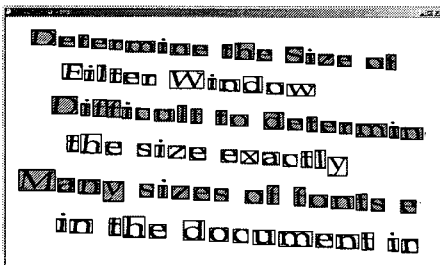 Determine the Size of
Filter Window
Difficult to determin
the size exactly
Many sizes of fonts s
in the document in